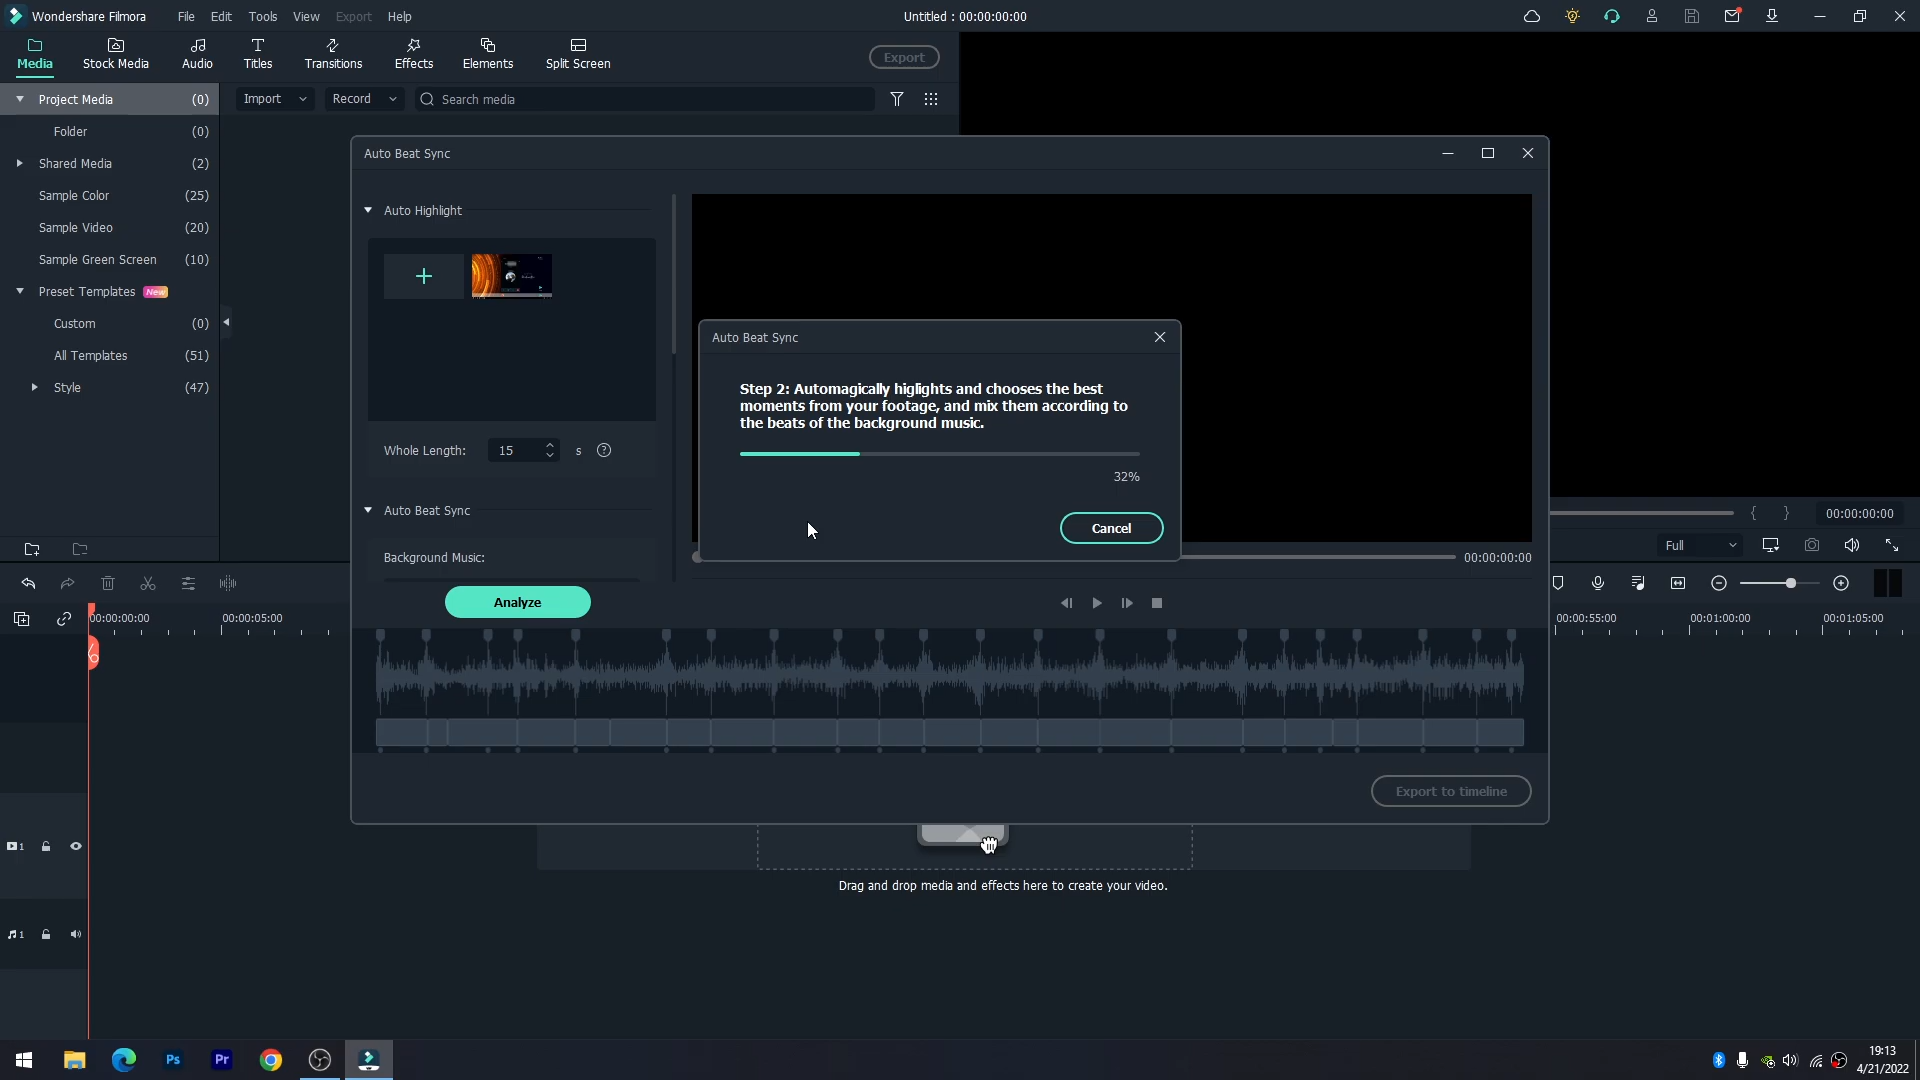 Wondershare Filmora File Edit Tools View Export Help Untitled : 00:00:00:00
Media Stock Media Audio Titles Transitions Effects Elements Split Screen Export
Project Media (0) Import Record Search media
Folder (0)
Shared Media (2)
Sample Color (25)
Sample Video (20)
Sample Green Screen (10)
Preset Templates New
Custom (0)
All Templates (51)
Style (47)
Auto Beat Sync
Auto Highlight
Whole Length: 15 s ?
Auto Beat Sync
Background Music:
Analyze
Auto Beat Sync
Step 2: Automagically higlights and chooses the best
moments from your footage, and mix them according to
the beats of the background music.
32%
Cancel
00:00:00:00
Export to timeline
{ } 00:00:00:00
Full
00:00:00:00 00:00:05:00 00:00:55:00 00:01:00:00 00:01:05:00
1
1
Drag and drop media and effects here to create your video.
Ps Pr
19:13
4/21/2022